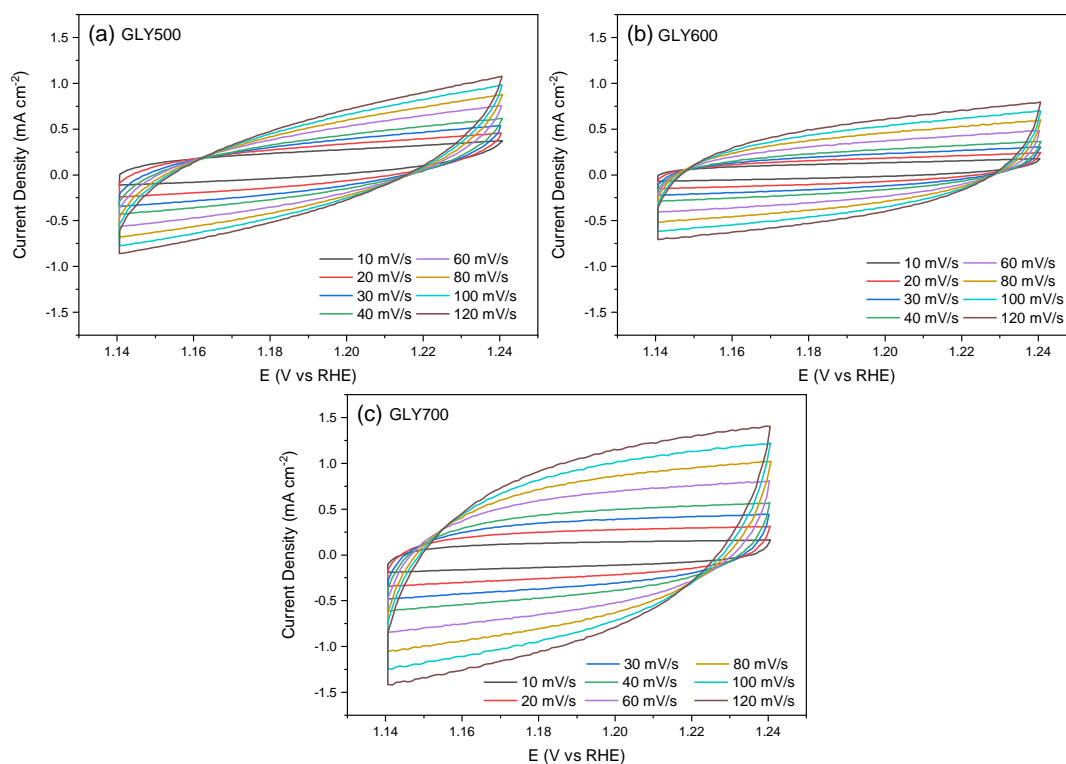 (a) GLY500
Current Density (mA cm-2)
1.5
1.0
0.5
0.0
-0.5
-1.0
-1.5
10 mV/s 60 mV/s
20 mV/s 80 mV/s
30 mV/s 100 mV/s
40 mV/s 120 mV/s
1.14 1.16 1.18 1.20 1.22 1.24
E (V vs RHE)
(b) GLY600
Current Density (mA cm-2)
1.5
1.0
0.5
0.0
-0.5
-1.0
-1.5
10 mV/s 60 mV/s
20 mV/s 80 mV/s
30 mV/s 100 mV/s
40 mV/s 120 mV/s
1.14 1.16 1.18 1.20 1.22 1.24
E (V vs RHE)
(c) GLY700
Current Density (mA cm-2)
1.5
1.0
0.5
0.0
-0.5
-1.0
-1.5
30 mV/s 80 mV/s
10 mV/s 40 mV/s 100 mV/s
20 mV/s 60 mV/s 120 mV/s
1.14 1.16 1.18 1.20 1.22 1.24
E (V vs RHE)